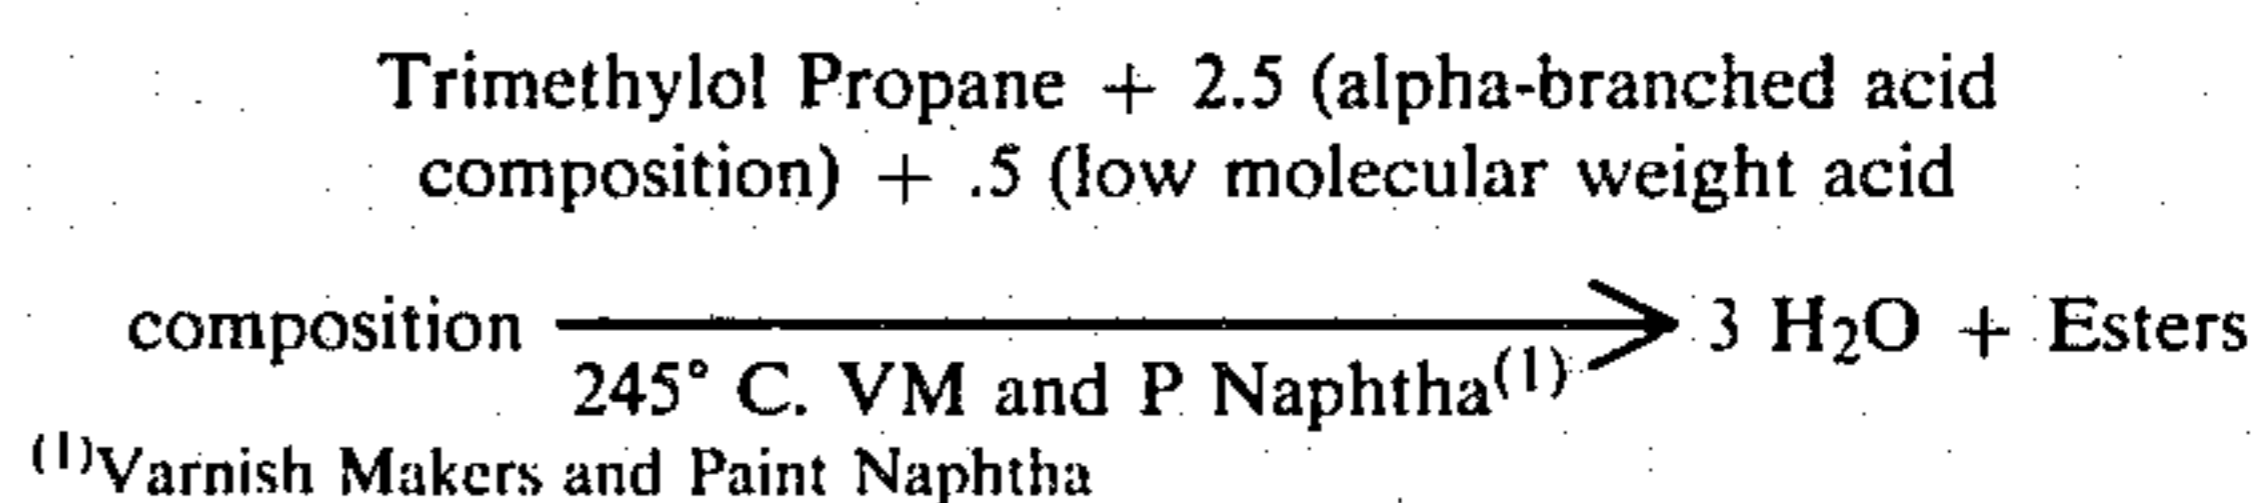 Trimethylol Propane + 2.5 (alpha-branched acid
composition) + .5 (low molecular weight acid
composition ⟶ 3 H₂O + Esters
245° C. VM and P Naphtha⁽¹⁾
⁽¹⁾Varnish Makers and Paint Naphtha